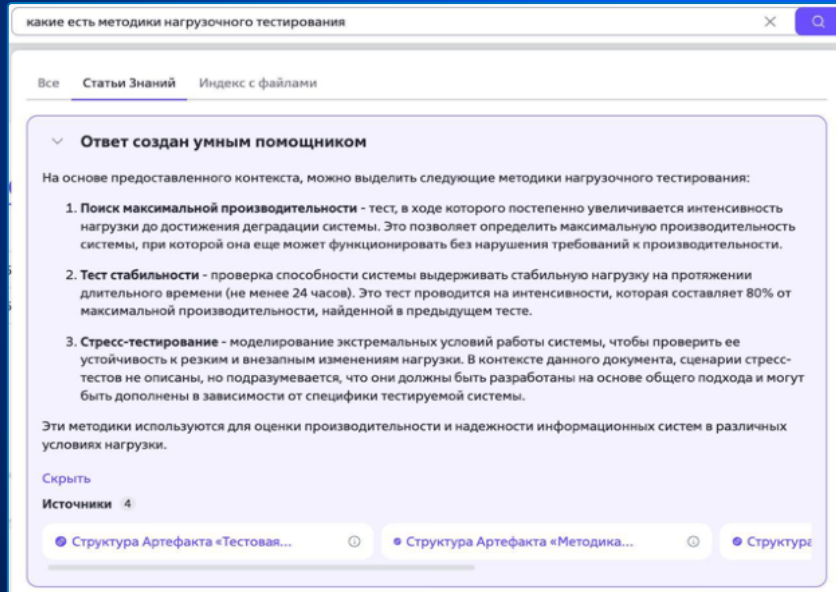 какие есть методики нагрузочного тестирования
Все Статьи Знаний Индекс с файлами
Ответ создан умным помощником
На основе предоставленного контекста, можно выделить следующие методики нагрузочного тестирования:
1. Поиск максимальной производительности - тест, в ходе которого постепенно увеличивается интенсивность
нагрузки до достижения деградации системы. Это позволяет определить максимальную производительность
системы, при которой она еще может функционировать без нарушения требований к производительности.
2. Тест стабильности - проверка способности системы выдерживать стабильную нагрузку на протяжении
длительного времени (не менее 24 часов). Это тест проводится на интенсивности, которая составляет 80% от
максимальной производительности, найденной в предыдущем тесте.
3. Стресс-тестирование - моделирование экстремальных условий работы системы, чтобы проверить ее
устойчивость к резким и внезапным изменениям нагрузки. В контексте данного документа, сценарии стресс-
тестов не описаны, но подразумевается, что они должны быть разработаны на основе общего подхода и могут
быть дополнены в зависимости от специфики тестируемой системы.
Эти методики используются для оценки производительности и надежности информационных систем в различных
условиях нагрузки.
Скрыть
Источники 4
Структура Артефакта «Тестовая... Структура Артефакта «Методика... Структура